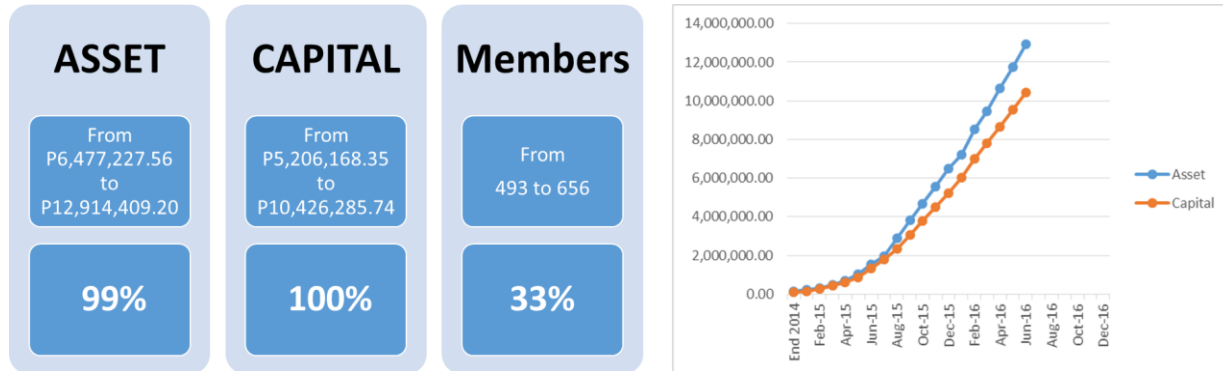 ASSET
From
P6,477,227.56
to
P12,914,409.20
99%
CAPITAL
From
P5,206,168.35
to
P10,426,285.74
100%
Members
From
493 to 656
33%
14,000,000.00
12,000,000.00
10,000,000.00
8,000,000.00
6,000,000.00
4,000,000.00
2,000,000.00
0.00
End 2014
Feb-15
Apr-15
Jun-15
Aug-15
Oct-15
Dec-15
Feb-16
Apr-16
Jun-16
Aug-16
Oct-16
Dec-16
Asset
Capital